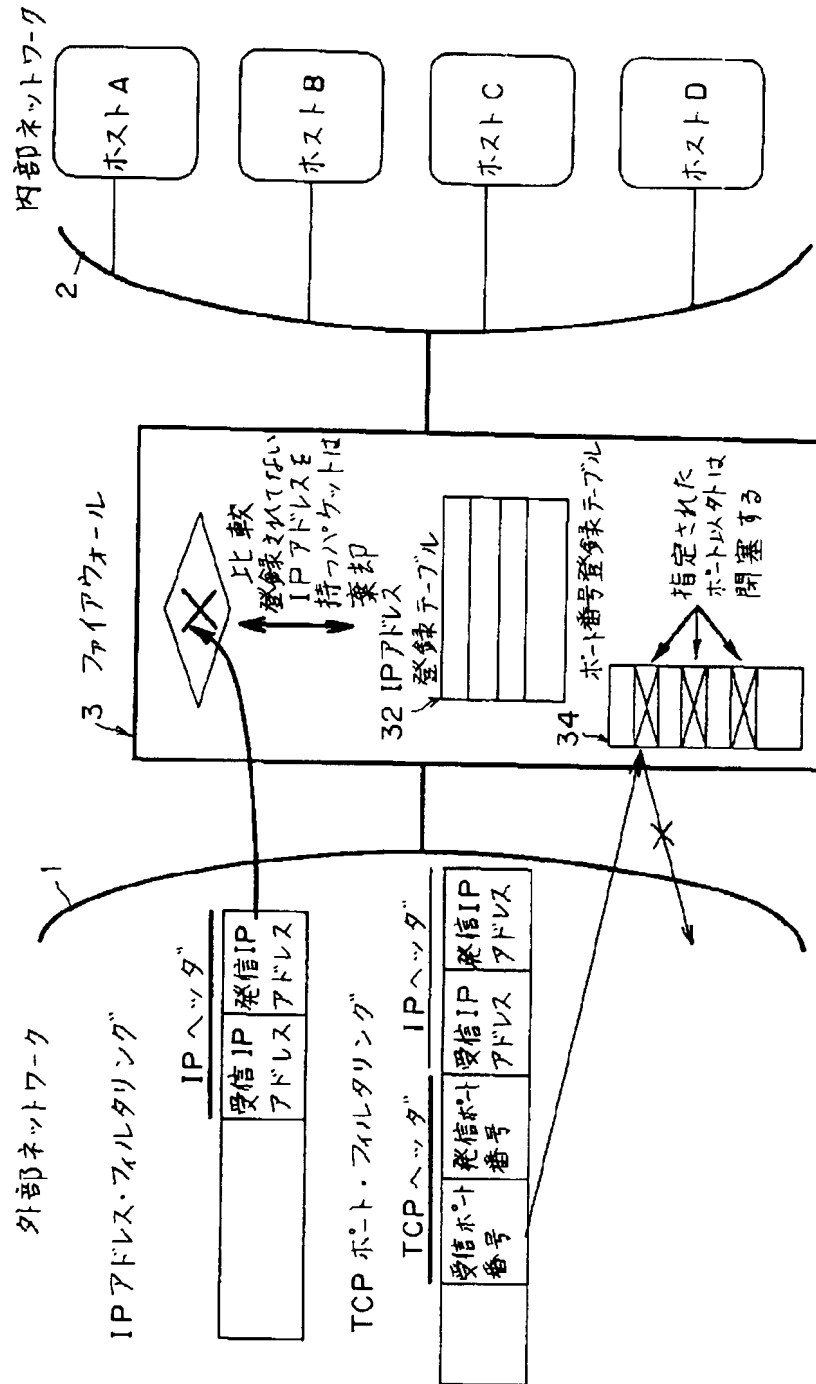 外部ネットワーク
1
IPアドレス・フィルタリング
IPヘッダ
受信IP
アドレス
発信IP
アドレス
TCPポート・フィルタリング
TCPヘッダ
IPヘッダ
受信ポート
番号
発信ポート
番号
受信IP
アドレス
発信IP
アドレス
3 ファイアウォール
比較
登録されてない
IPアドレスを
持つパケットは
棄却
32 IPアドレス
登録テーブル
34
ポート番号登録テーブル
指定された
ポート以外は
閉塞する
内部ネットワーク
2
ホストA
ホストB
ホストC
ホストD